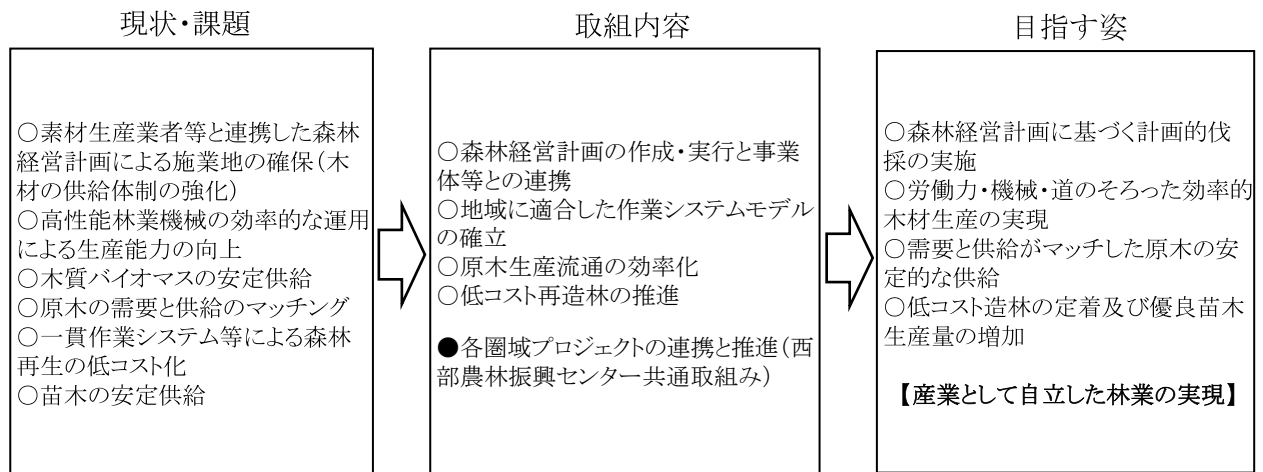 現状・課題
○素材生産業者等と連携した森林
経営計画による施業地の確保(木
材の供給体制の強化)
○高性能林業機械の効率的な運用
による生産能力の向上
○木質バイオマスの安定供給
○原木の需要と供給のマッチング
○一貫作業システム等による森林
再生の低コスト化
○苗木の安定供給
取組内容
○森林経営計画の作成・実行と事業
体等との連携
○地域に適合した作業システムモデル
の確立
○原木生産流通の効率化
○低コスト再造林の推進
●各圏域プロジェクトの連携と推進(西
部農林振興センター共通取組み)
目指す姿
○森林経営計画に基づく計画的伐
採の実施
○労働力・機械・道のそろった効率的
木材生産の実現
○需要と供給がマッチした原木の安
定的な供給
○低コスト造林の定着及び優良苗木
生産量の増加
【産業として自立した林業の実現】